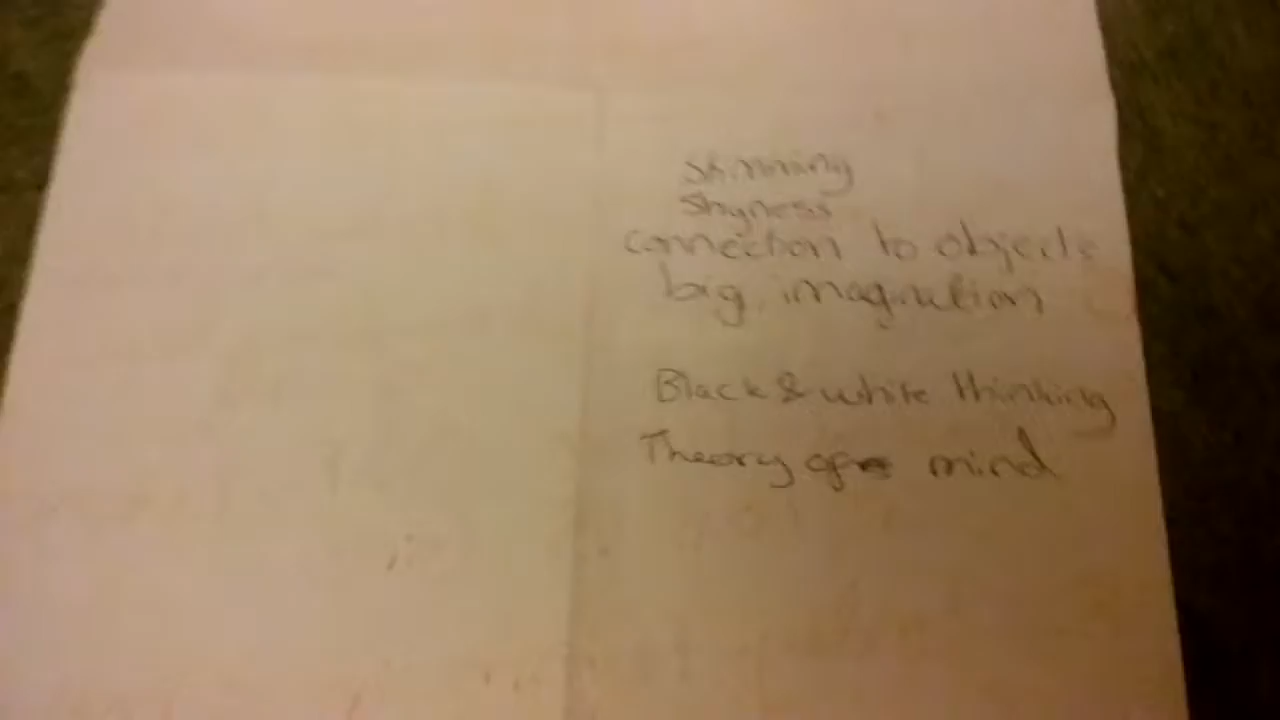 Stimming
Shyness
connection to objects
big imagination
Black & white thinking
Theory of mind